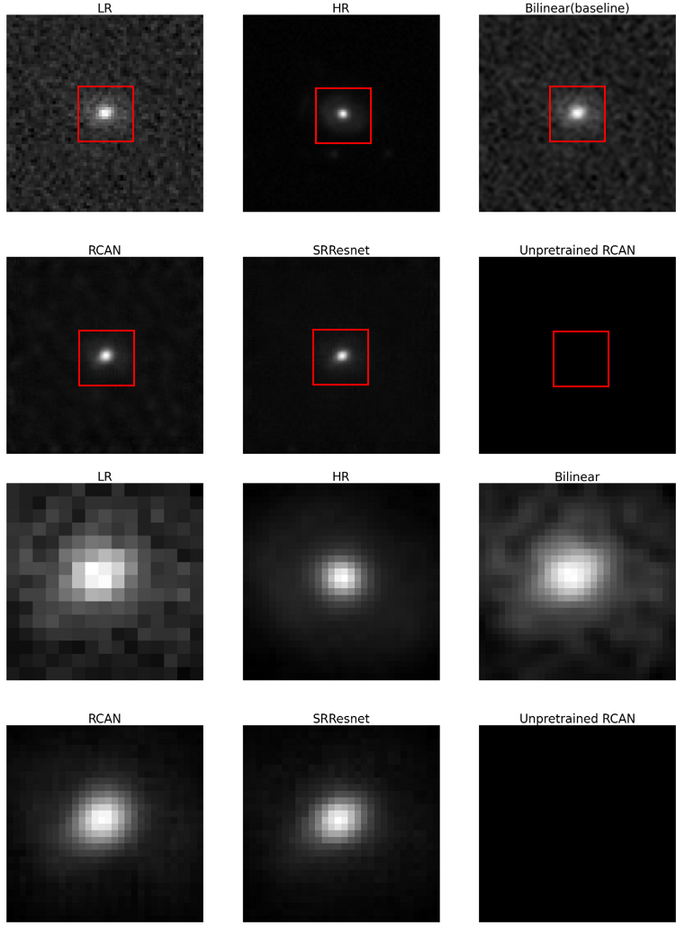 LR
HR
Bilinear(baseline)
RCAN
SRResnet
Unpretrained RCAN
LR
HR
Bilinear
RCAN
SRResnet
Unpretrained RCAN